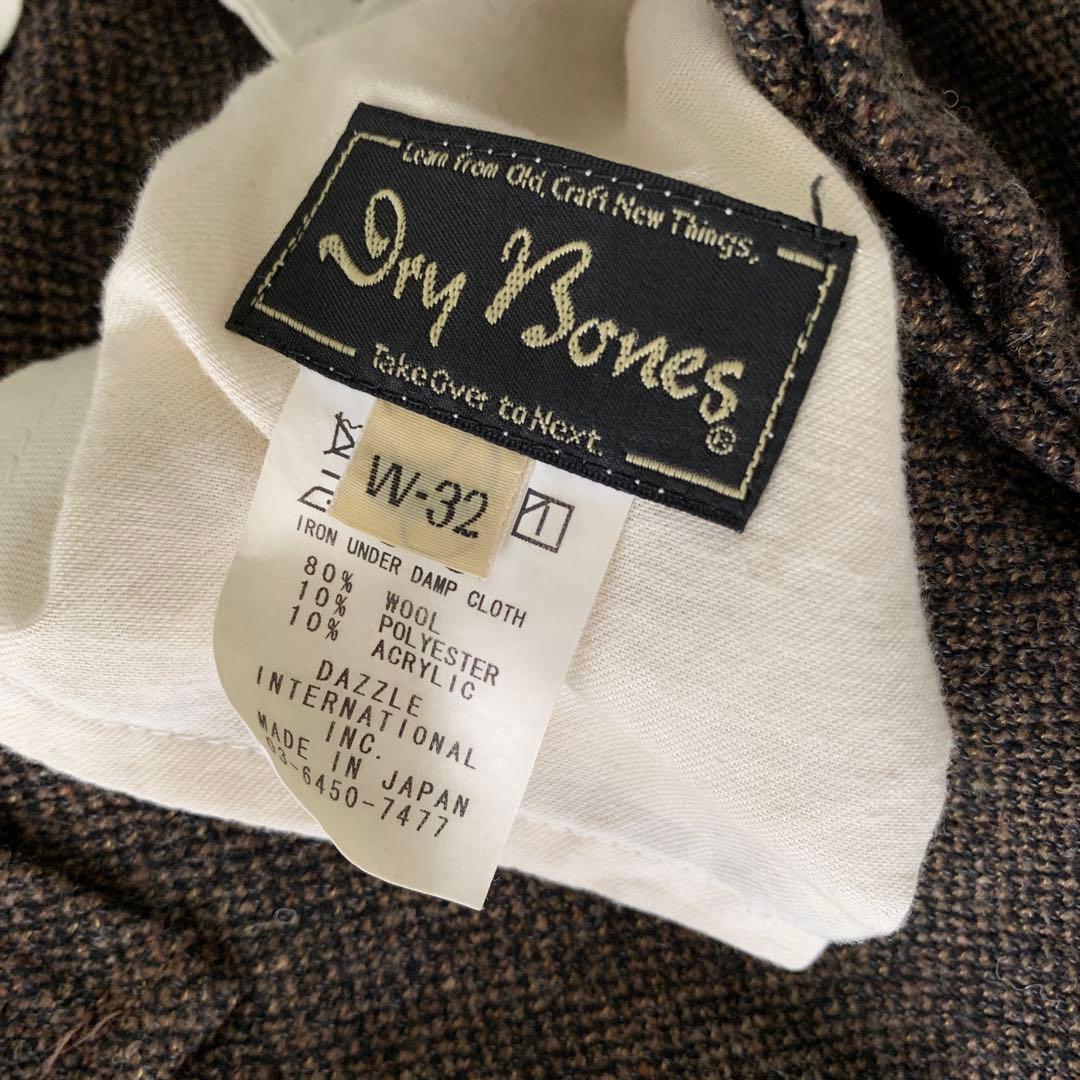 Learn from Old, Craft New Things,
Dry Bones
®
Take Over to Next.
W-32
IRON UNDER DAMP CLOTH
80% WOOL
10% POLYESTER
10% ACRYLIC
DAZZLE
INTERNATIONAL
INC.
MADE IN JAPAN
03-6450-7477